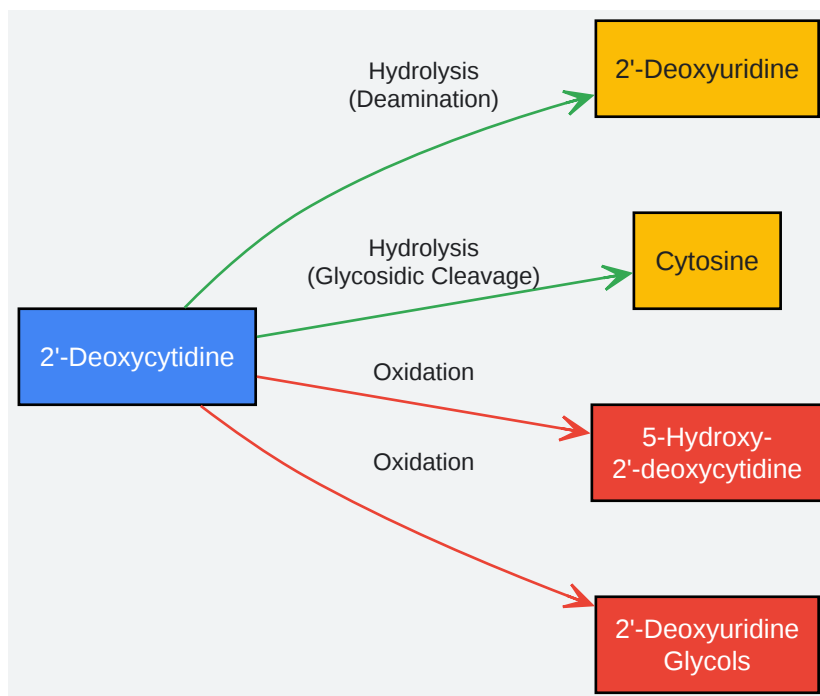 Hydrolysis
(Deamination)
2'-Deoxyuridine
Hydrolysis
(Glycosidic Cleavage)
Cytosine
2'-Deoxycytidine
Oxidation
5-Hydroxy-
2'-deoxycytidine
Oxidation
2'-Deoxyuridine
Glycols